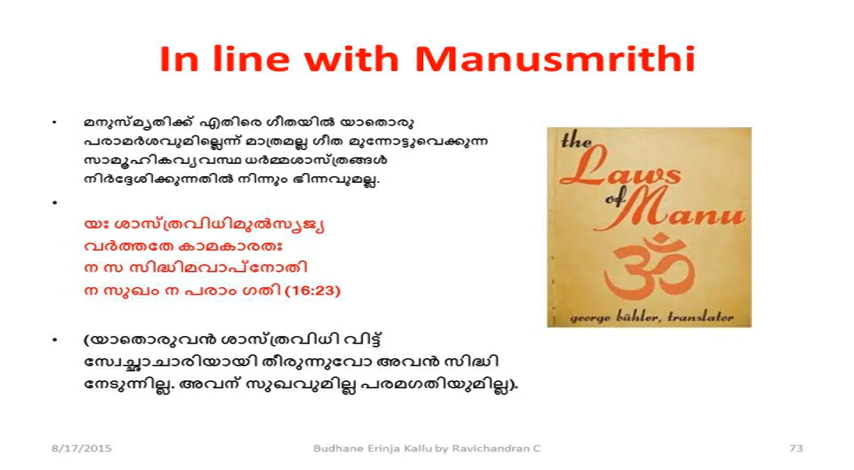 In line with Manusmrithi
• മനുസ്മൃതിക്ക് എതിരെ ഗീതയിൽ യാതൊരു
പരാമർശവുമില്ലെന്ന് മാത്രമല്ല ഗീത മുന്നോട്ടുവെക്കുന്ന
സാമൂഹികവ്യവസ്ഥ ധർമ്മശാസ്ത്രങ്ങൾ
നിർദ്ദേശിക്കുന്നതിൽ നിന്നും ഭിന്നവുമല്ല.
•
യഃ ശാസ്ത്രവിധിമുൽസൃജ്യ
വർത്തതേ കാമകാരതഃ
ന സ സിദ്ധിമവാപ്നോതി
ന സുഖം ന പരാം ഗതി (16:23)
• (യാതൊരുവൻ ശാസ്ത്രവിധി വിട്ട്
സ്വേച്ഛാചാരിയായി തീരുന്നുവോ അവൻ സിദ്ധി
നേടുന്നില്ല. അവന് സുഖവുമില്ല പരമഗതിയുമില്ല).
the
Laws
of
Manu
ॐ
george bühler, translator
8/17/2015
Budhane Erinja Kallu by Ravichandran C
73